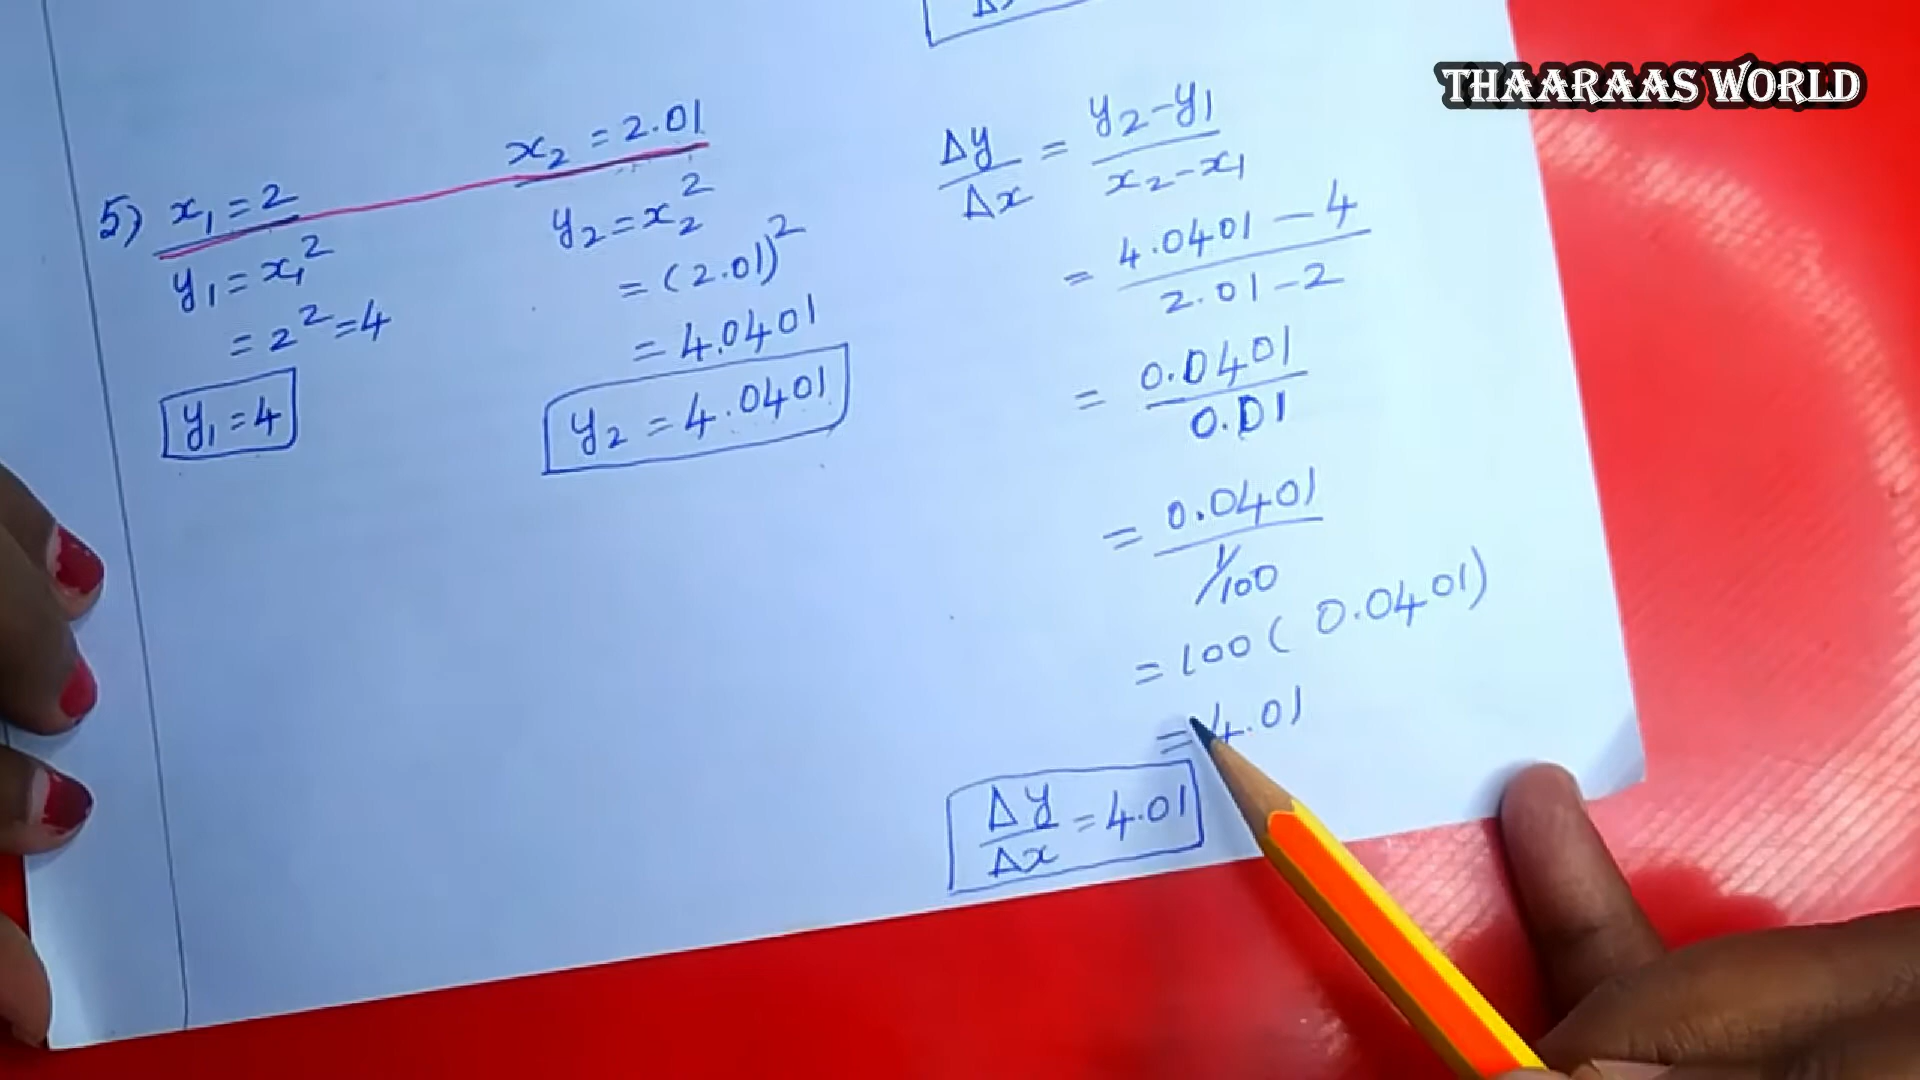 THAARAAS WORLD
5) x₁ = 2
y₁ = x₁²
= 2² = 4
y₁ = 4
x₂ = 2.01
y₂ = x₂²
= (2.01)²
= 4.0401
y₂ = 4.0401
Δy/Δx = (y₂ - y₁)/(x₂ - x₁)
= (4.0401 - 4)/(2.01 - 2)
= 0.0401/0.01
= 0.0401/(1/100)
= 100 (0.0401)
= 4.01
Δy/Δx = 4.01